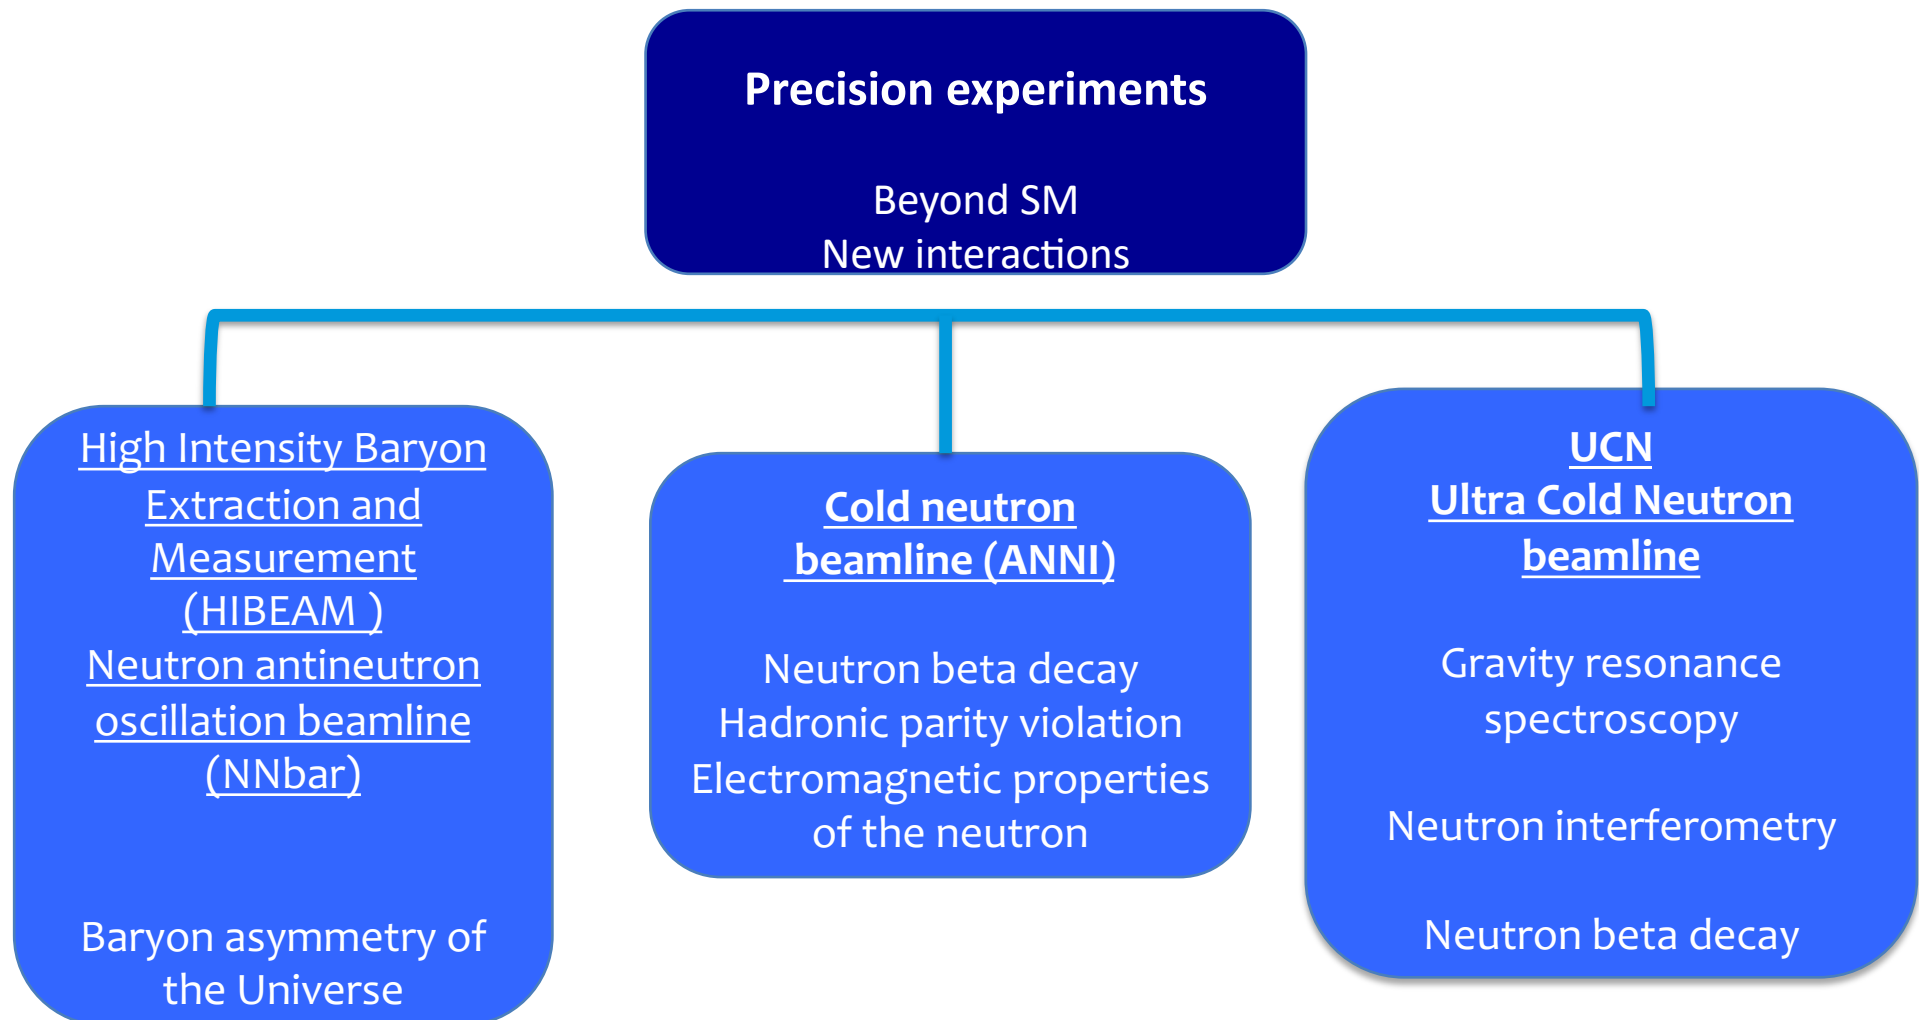 Precision experiments
Beyond SM
New interactions
High Intensity Baryon
Extraction and
Measurement
(HIBEAM )
Neutron antineutron
oscillation beamline
(NNbar)
Baryon asymmetry of
the Universe
Cold neutron
beamline (ANNI)
Neutron beta decay
Hadronic parity violation
Electromagnetic properties
of the neutron
UCN
Ultra Cold Neutron
beamline
Gravity resonance
spectroscopy
Neutron interferometry
Neutron beta decay